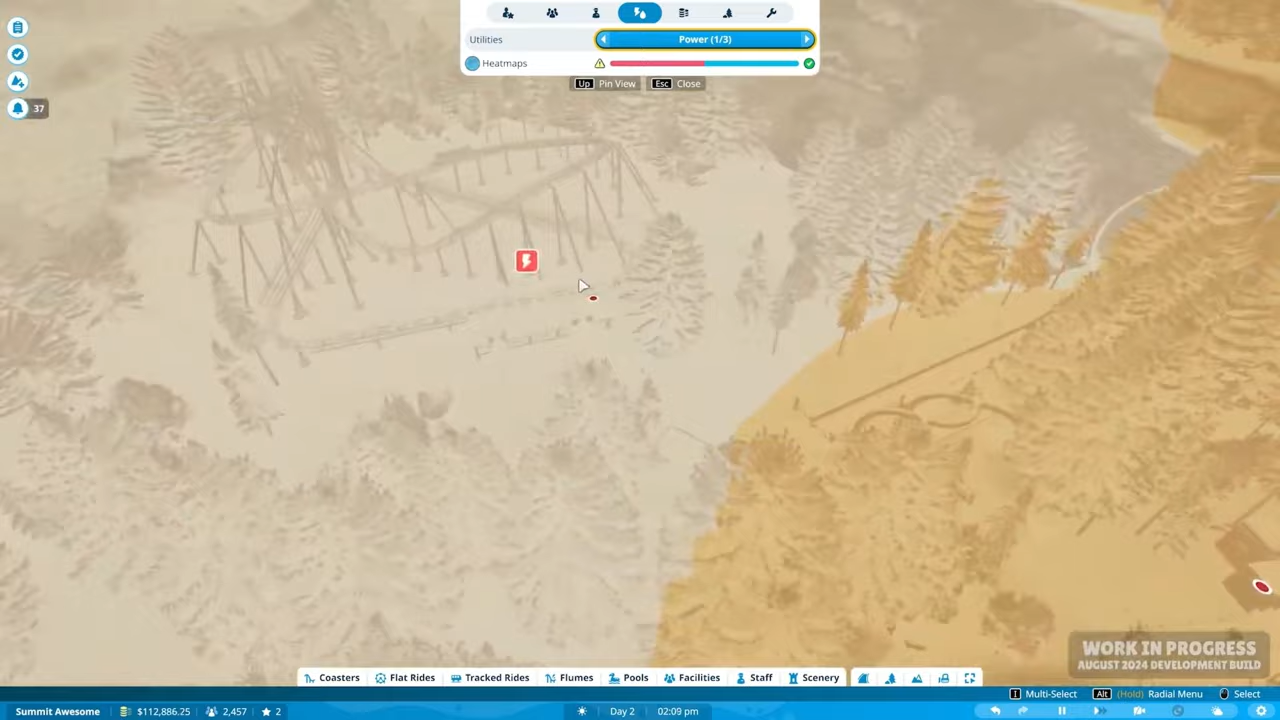 Utilities
Power (1/3)
Heatmaps
Up Pin View Esc Close
37
WORK IN PROGRESS
AUGUST 2024 DEVELOPMENT BUILD
Coasters Flat Rides Tracked Rides Flumes Pools Facilities Staff Scenery
Multi-Select Alt (Hold) Radial Menu Select
Summit Awesome $112,886.25 2,457 2 Day 2 02:09 pm